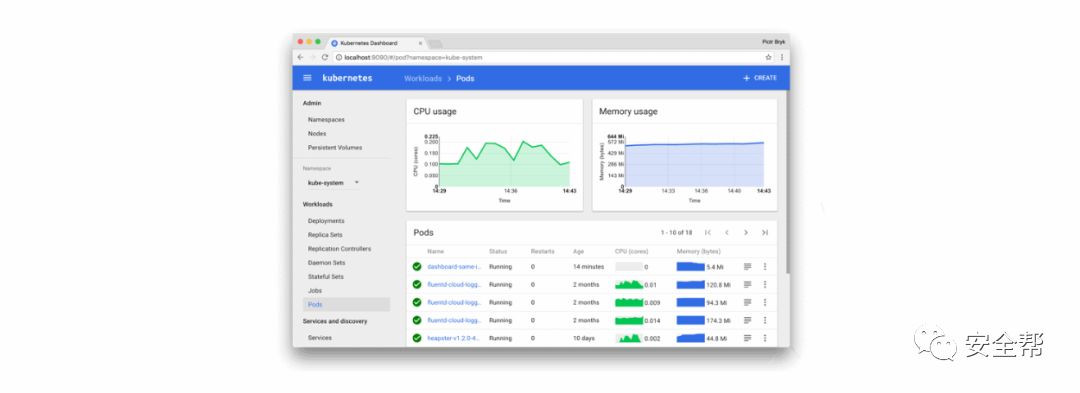 Kubernetes Dashboard
Piotr Bryk
localhost:9090/#/pod?namespace=kube-system
kubernetes
Workloads > Pods
+ CREATE
Admin
Namespaces
Nodes
Persistent Volumes
Namespace
kube-system
Workloads
Deployments
Replica Sets
Replication Controllers
Daemon Sets
Stateful Sets
Jobs
Pods
Services and discovery
Services
CPU usage
CPU (cores)
0.225
0.200
0.150
0.100
0.050
0
14:29 14:36 14:43
Time
Memory usage
Memory (bytes)
644 Mi
572 Mi
429 Mi
286 Mi
143 Mi
0
14:29 14:33 14:36 14:40 14:43
Time
Pods
1 - 10 of 18
Name Status Restarts Age CPU (cores) Memory (bytes)
dashboard-same-i... Running 0 14 minutes 0 5.4 Mi
fluentd-cloud-logg... Running 0 2 months 0.01 120.8 Mi
fluentd-cloud-logg... Running 0 2 months 0.009 94.3 Mi
fluentd-cloud-logg... Running 0 2 months 0.014 174.3 Mi
heapster-v1.2.0-4... Running 0 10 days 0.002 44.8 Mi
安全帮